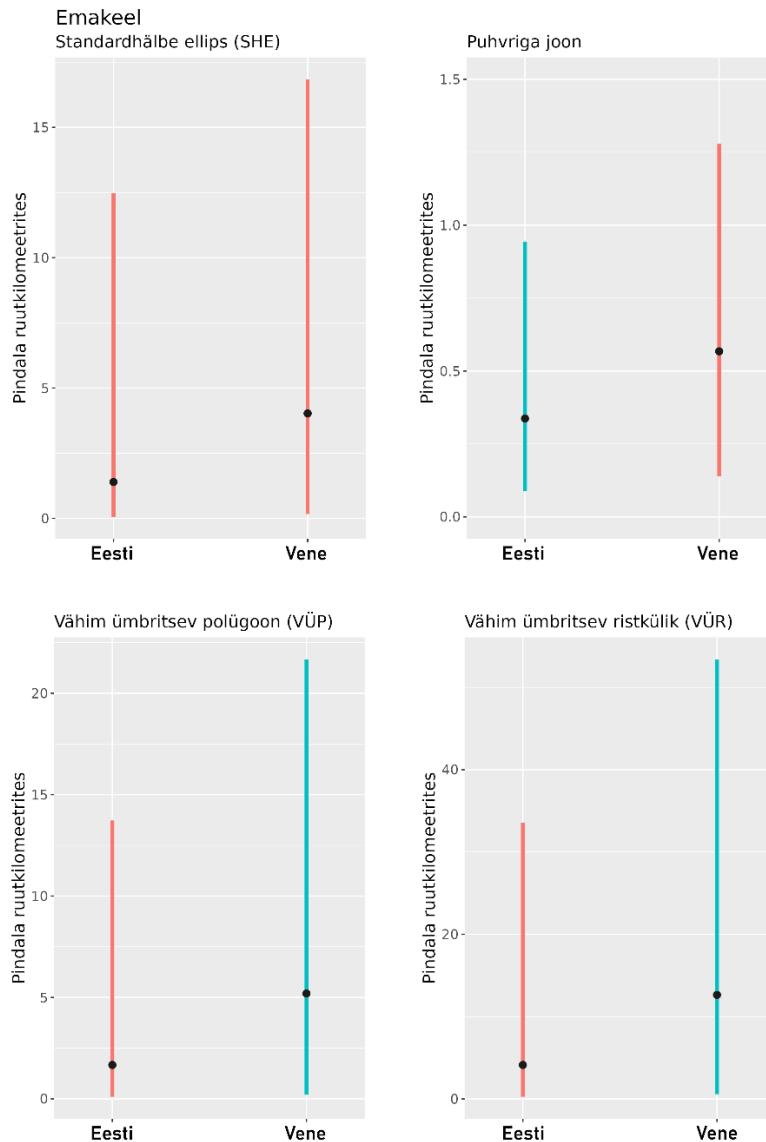 Emakeel
Standardhälbe ellips (SHE)
Pindala ruutkilomeetrites
15
10
5
0
Eesti Vene
Puhvriga joon
Pindala ruutkilomeetrites
1.5
1.0
0.5
0.0
Eesti Vene
Vähim ümbritsev polügoon (VÜP)
Pindala ruutkilomeetrites
20
15
10
5
0
Eesti Vene
Vähim ümbritsev ristkülik (VÜR)
Pindala ruutkilomeetrites
40
20
0
Eesti Vene